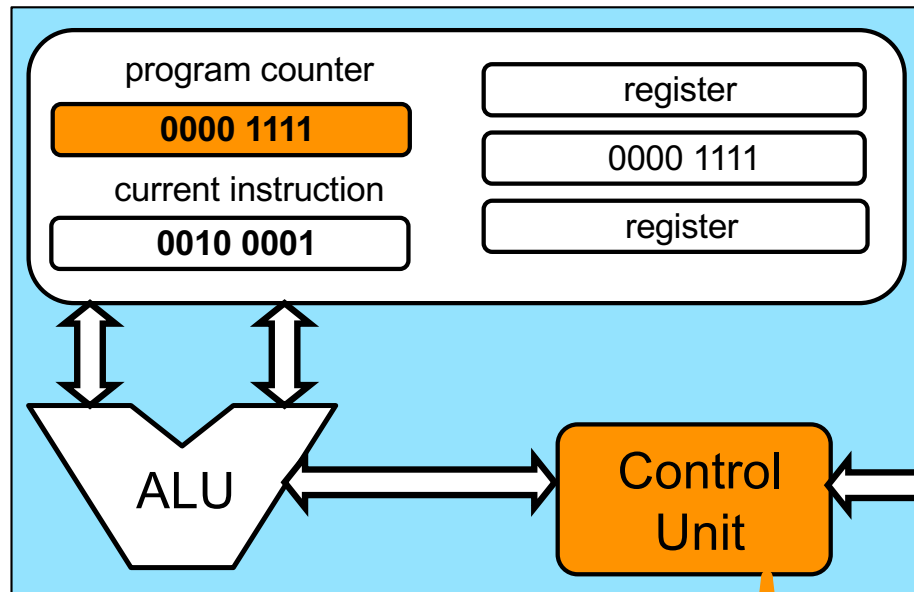 program counter
0000 1111
current instruction
0010 0001
register
0000 1111
register
ALU
Control
Unit